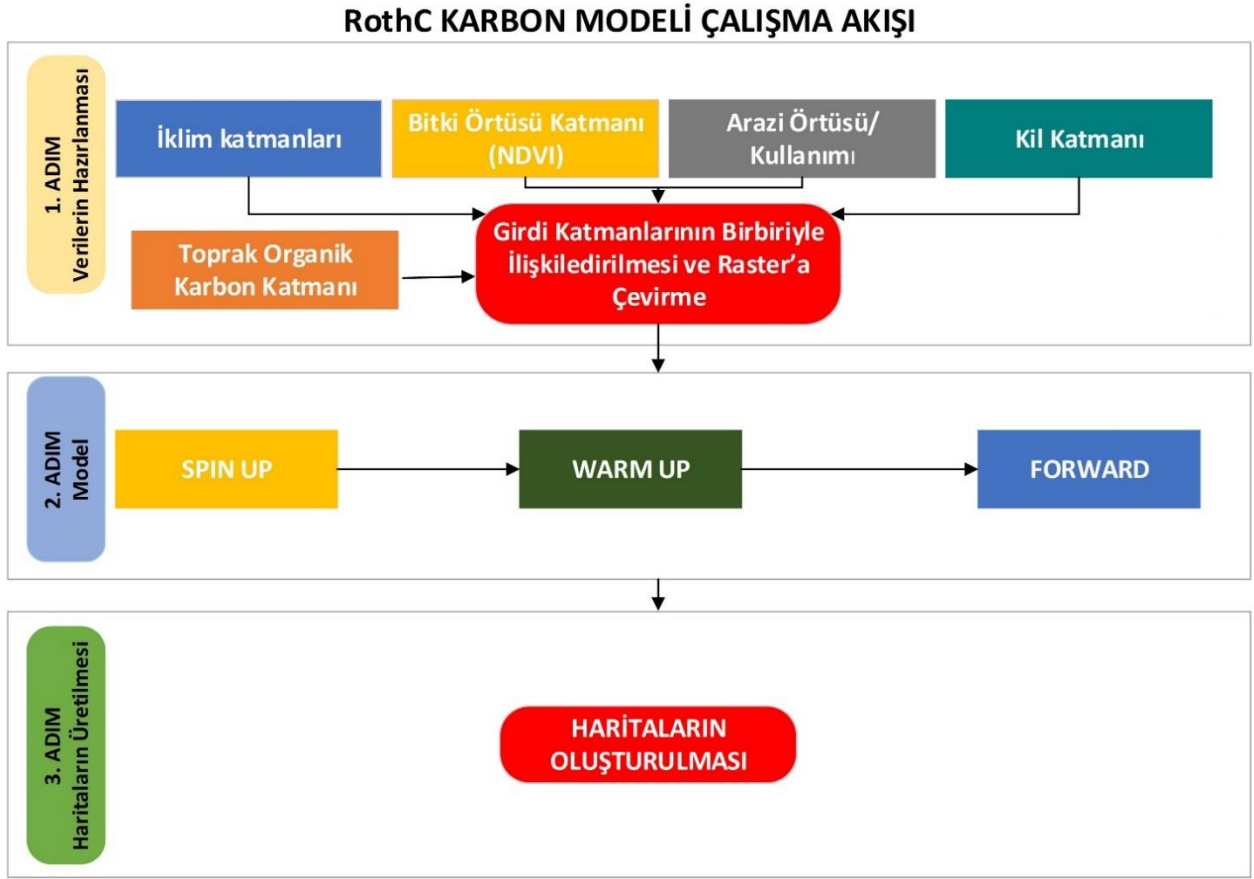 RothC KARBON MODELİ ÇALIŞMA AKIŞI
1. ADIM
Verilerin Hazırlanması
İklim katmanları
Bitki Örtüsü Katmanı
(NDVI)
Arazi Örtüsü/
Kullanımı
Kil Katmanı
Toprak Organik
Karbon Katmanı
Girdi Katmanlarının Birbiriyle
İlişkiledirilmesi ve Raster’a
Çevirme
2. ADIM
Model
SPIN UP
WARM UP
FORWARD
3. ADIM
Haritaların Üretilmesi
HARİTALARIN
OLUŞTURULMASI